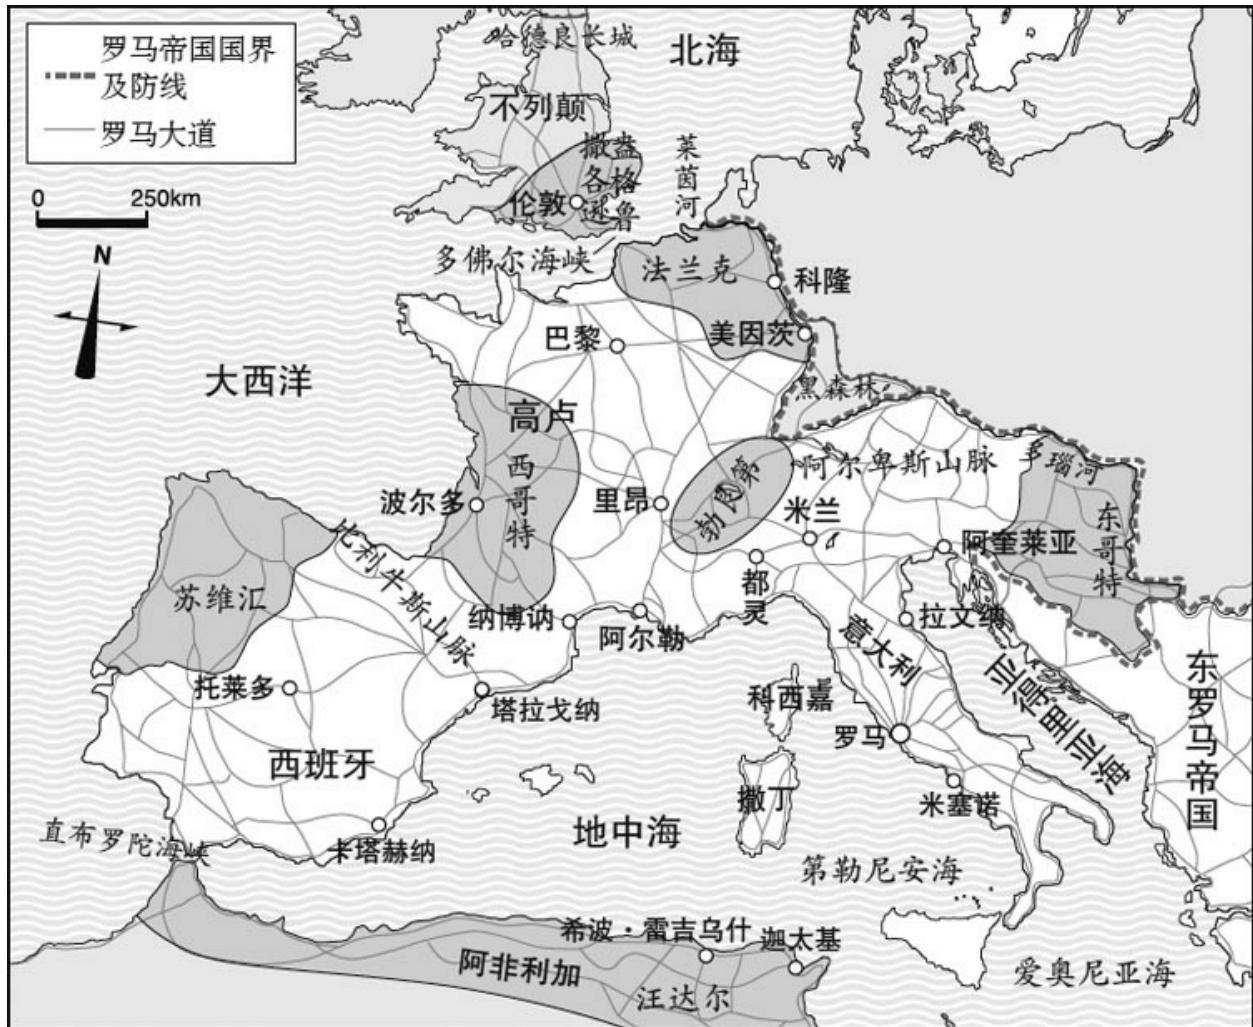 罗马帝国国界
及防线
罗马大道
0 250km
N
哈德良长城
北海
不列颠
撒盎
各格
逊鲁
莱茵河
伦敦
多佛尔海峡
法兰克
科隆
美因茨
巴黎
黑森林
大西洋
高卢
西哥特
阿尔卑斯山脉
多瑙河
勃艮第
波尔多
里昂
米兰
东哥特
阿奎莱亚
比利牛斯山脉
苏维汇
都灵
纳博讷
阿尔勒
拉文纳
意大利
托莱多
塔拉戈纳
科西嘉
罗马
亚得里亚海
东罗马帝国
西班牙
撒丁
米塞诺
直布罗陀海峡
卡塔赫纳
地中海
第勒尼安海
希波·雷吉乌什
迦太基
阿非利加
汪达尔
爱奥尼亚海